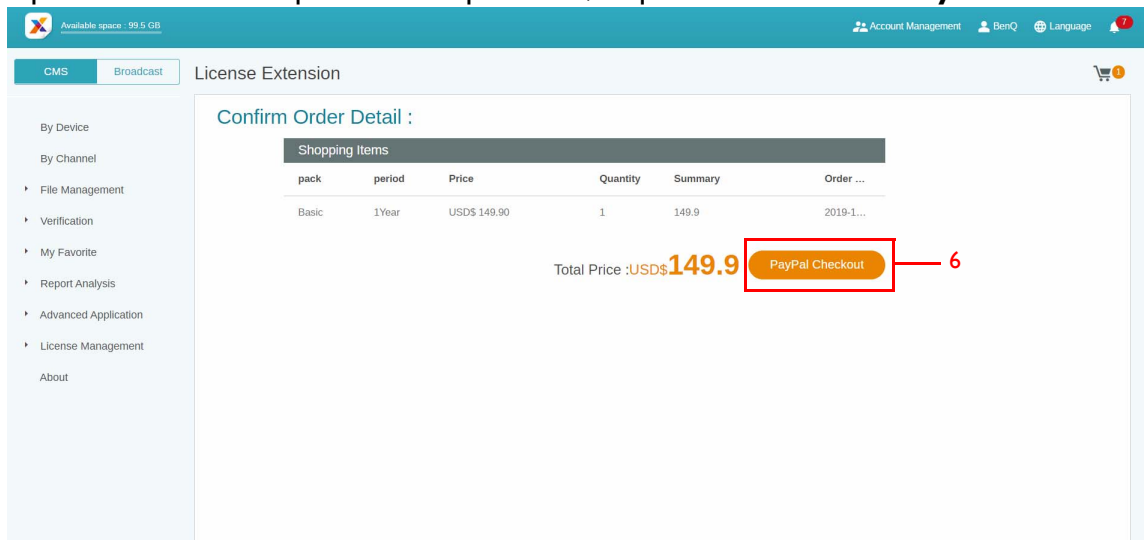 Available space : 99.5 GB
Account Management BenQ Language 7
CMS Broadcast License Extension 1
Confirm Order Detail :
By Device
By Channel
File Management
Verification
My Favorite
Report Analysis
Advanced Application
License Management
About
Shopping Items
pack period Price Quantity Summary Order ...
Basic 1Year USD$ 149.90 1 149.9 2019-1...
Total Price :USD$149.9 PayPal Checkout 6